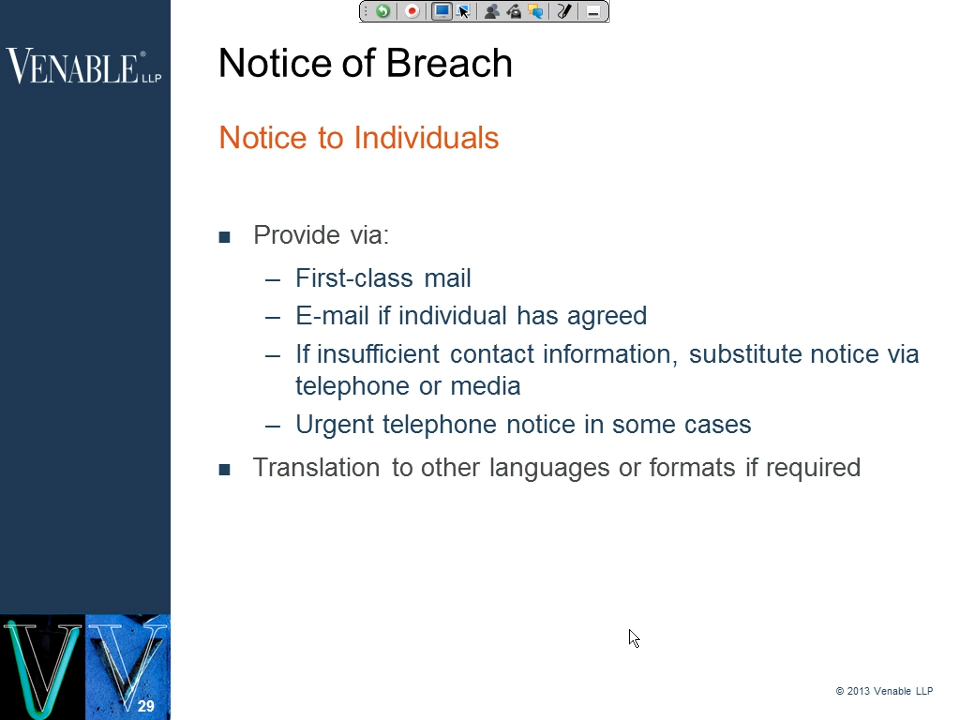 VENABLE® LLP
Notice of Breach
Notice to Individuals
■ Provide via:
– First-class mail
– E-mail if individual has agreed
– If insufficient contact information, substitute notice via
telephone or media
– Urgent telephone notice in some cases
■ Translation to other languages or formats if required
29
© 2013 Venable LLP